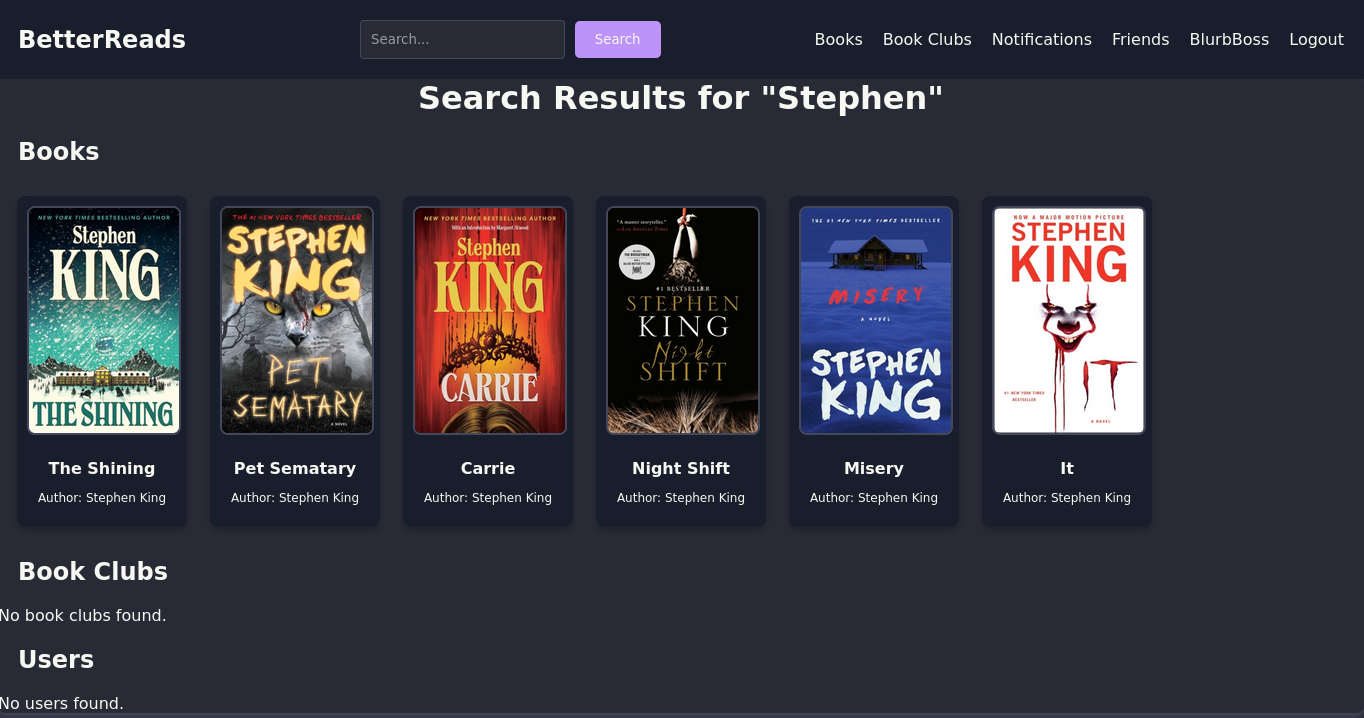 BetterReads
Search...
Search
Books
Book Clubs
Notifications
Friends
BlurbBoss
Logout
Search Results for "Stephen"
Books
NEW YORK TIMES BESTSELLING AUTHOR
Stephen
KING
THE SHINING
The Shining
Author: Stephen King
THE #1 NEW YORK TIMES BESTSELLER
STEPHEN
KING
PET
SEMATARY
A NOVEL
Pet Sematary
Author: Stephen King
NEW YORK TIMES BESTSELLING AUTHOR
With an Introduction by Margaret Atwood
Stephen
KING
CARRIE
Carrie
Author: Stephen King
"A master storyteller."
—Los Angeles Times
THE BOOGEYMAN
#1 BESTSELLER
STEPHEN
KING
Night
SHIFT
Night Shift
Author: Stephen King
THE #1 NEW YORK TIMES BESTSELLER
MISERY
A NOVEL
STEPHEN
KING
Misery
Author: Stephen King
NOW A MAJOR MOTION PICTURE
STEPHEN
KING
IT
#1 NEW YORK TIMES
BESTSELLER
A NOVEL
It
Author: Stephen King
Book Clubs
No book clubs found.
Users
No users found.